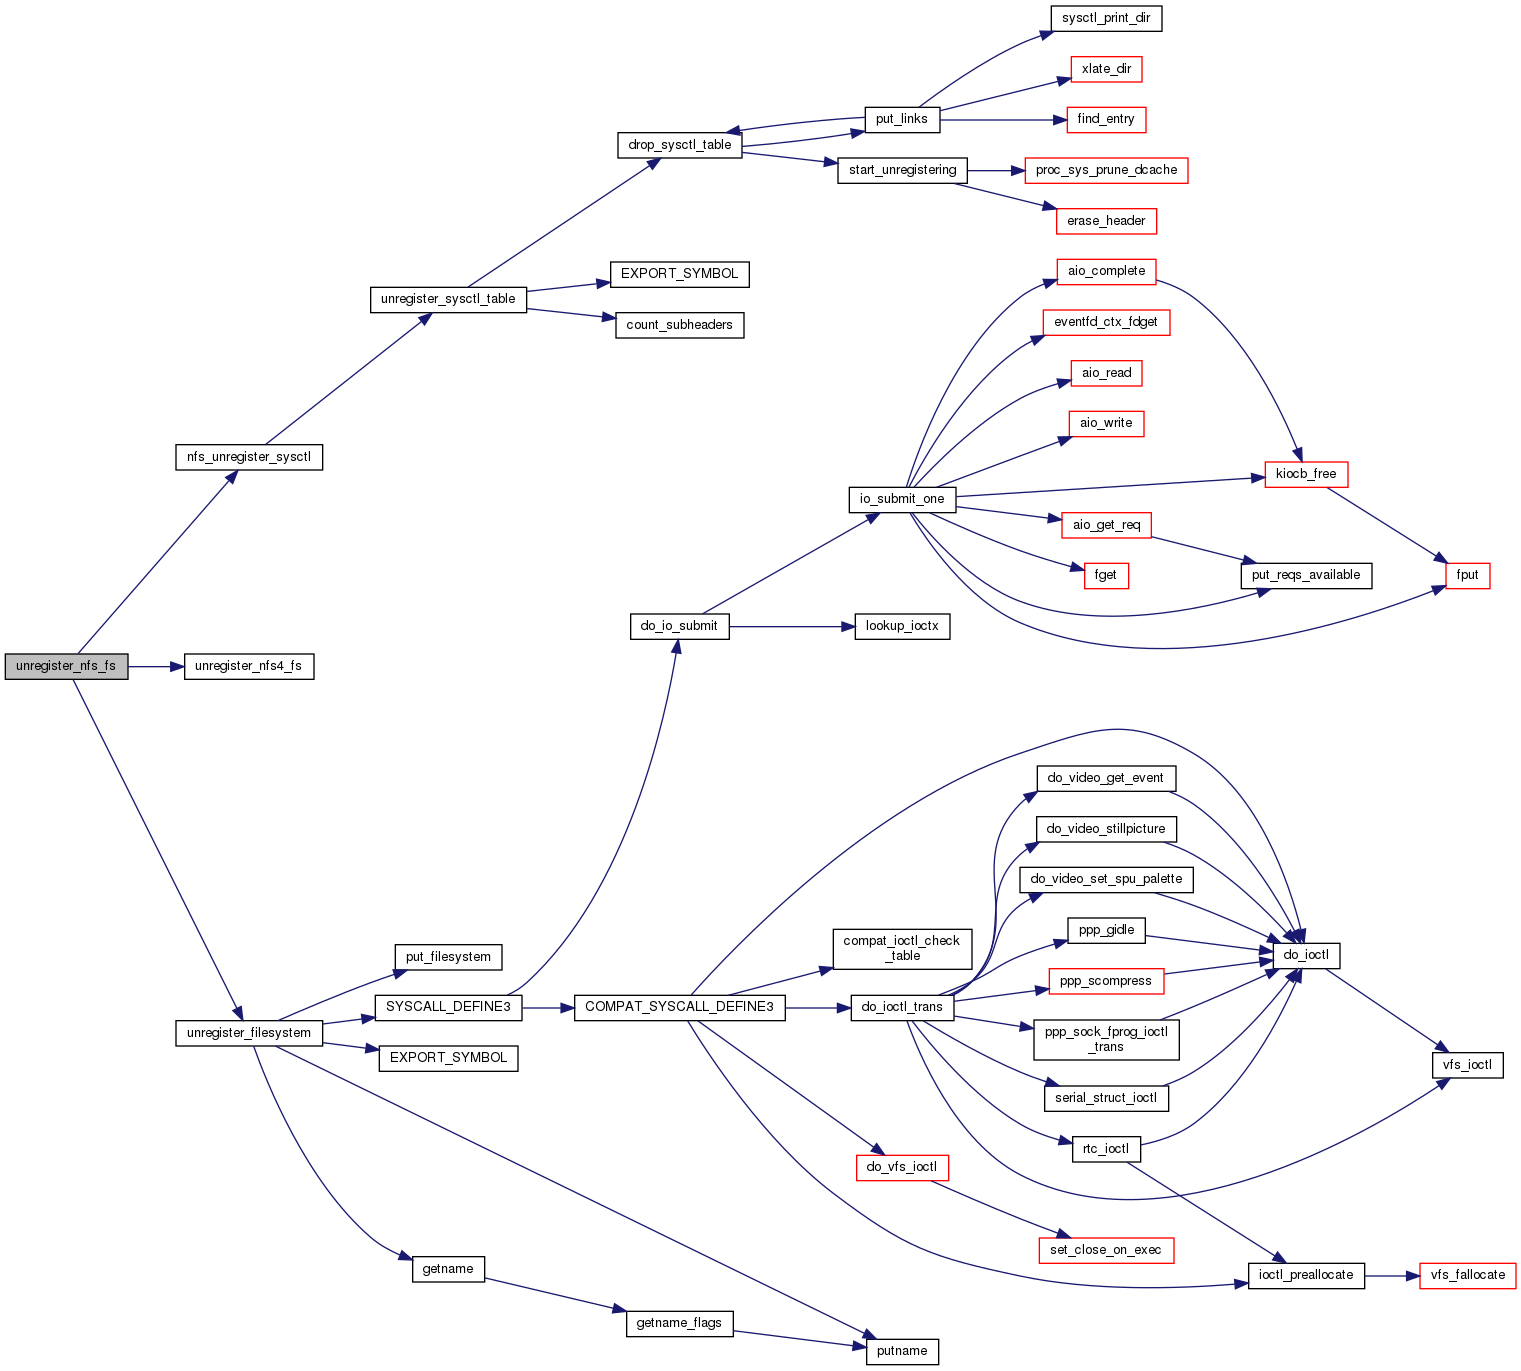 sysctl_print_dir
xlate_dir
put_links
find_entry
drop_sysctl_table
start_unregistering
proc_sys_prune_dcache
erase_header
aio_complete
EXPORT_SYMBOL
unregister_sysctl_table
count_subheaders
eventfd_ctx_fdget
aio_read
aio_write
nfs_unregister_sysctl
kiocb_free
io_submit_one
aio_get_req
fget
put_reqs_available
fput
do_io_submit
lookup_ioctx
unregister_nfs_fs
unregister_nfs4_fs
do_video_get_event
do_video_stillpicture
do_video_set_spu_palette
ppp_gidle
compat_ioctl_check
_table
put_filesystem
do_ioctl
ppp_scompress
SYSCALL_DEFINE3
COMPAT_SYSCALL_DEFINE3
do_ioctl_trans
unregister_filesystem
ppp_sock_fprog_ioctl
_trans
EXPORT_SYMBOL
vfs_ioctl
serial_struct_ioctl
rtc_ioctl
do_vfs_ioctl
set_close_on_exec
getname
ioctl_preallocate
vfs_fallocate
getname_flags
putname